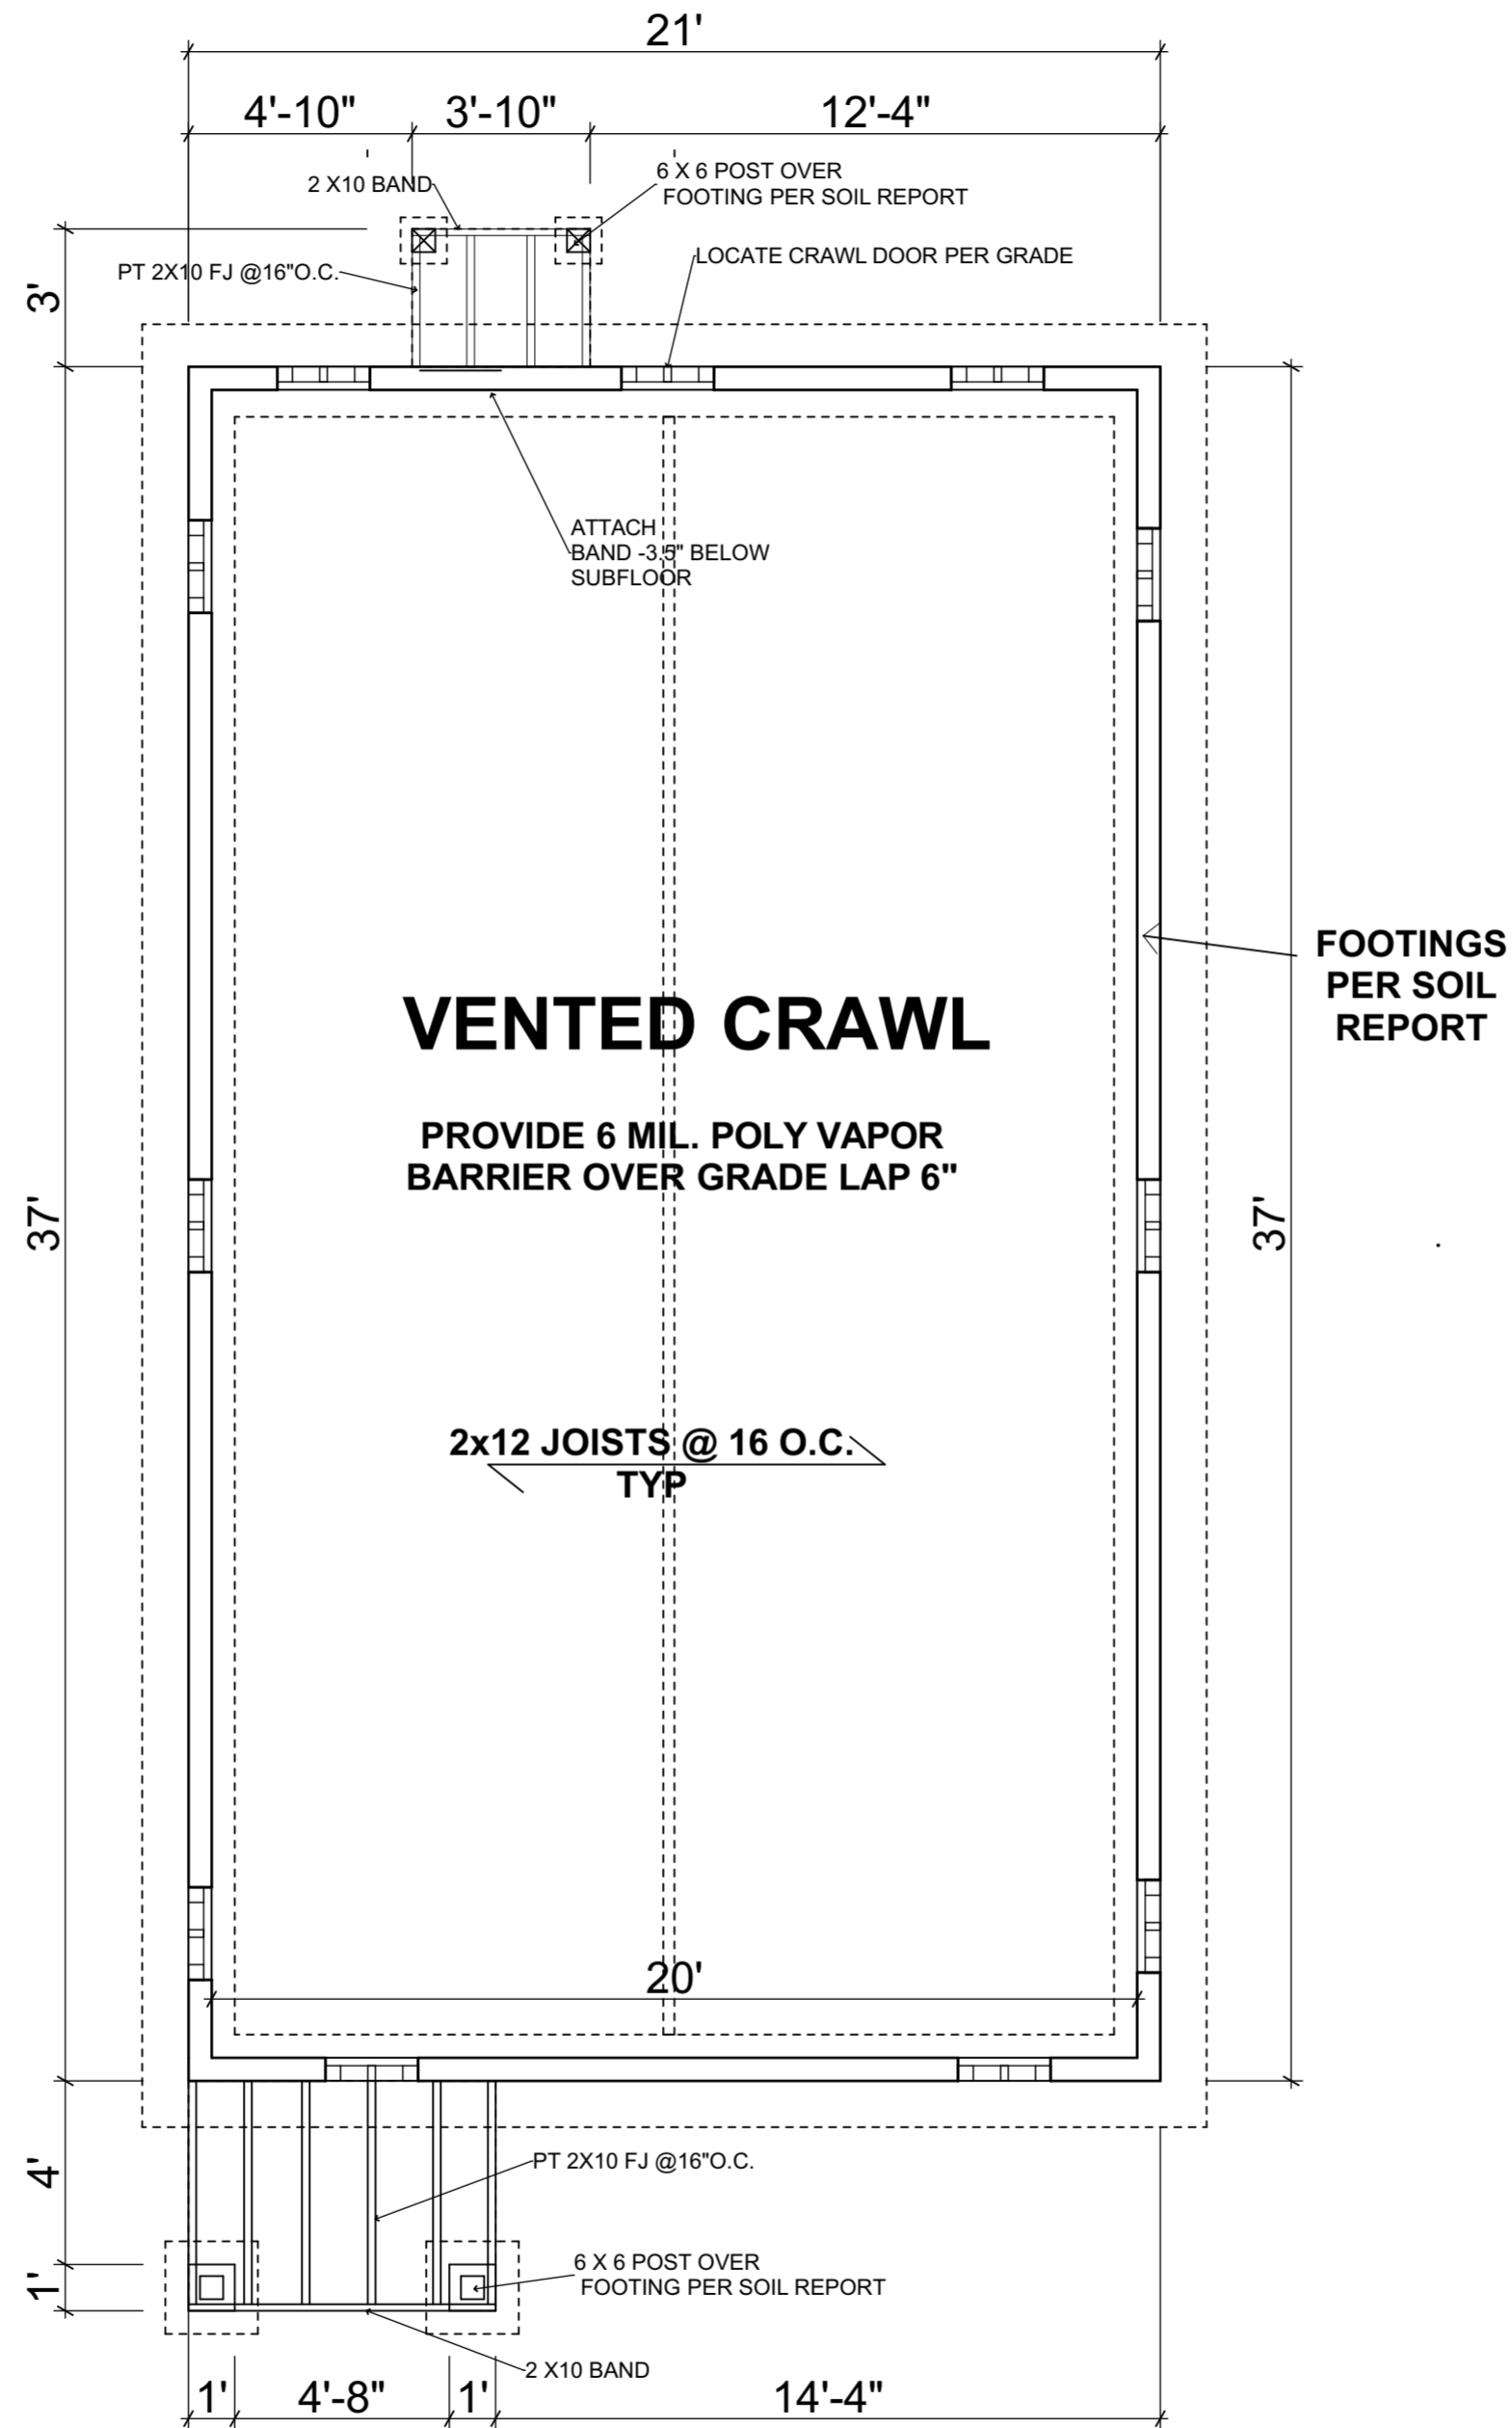 21'
4'-10" 3'-10" 12'-4"
2 X10 BAND
6 X 6 POST OVER
FOOTING PER SOIL REPORT
PT 2X10 FJ @16"O.C.
LOCATE CRAWL DOOR PER GRADE
3'
ATTACH
BAND -3.5" BELOW
SUBFLOOR
FOOTINGS
PER SOIL
REPORT
VENTED CRAWL
PROVIDE 6 MIL. POLY VAPOR
BARRIER OVER GRADE LAP 6"
37'
37'
2x12 JOISTS @ 16 O.C.
TYP
20'
4'
PT 2X10 FJ @16"O.C.
1'
6 X 6 POST OVER
FOOTING PER SOIL REPORT
2 X10 BAND
1' 4'-8" 1' 14'-4"